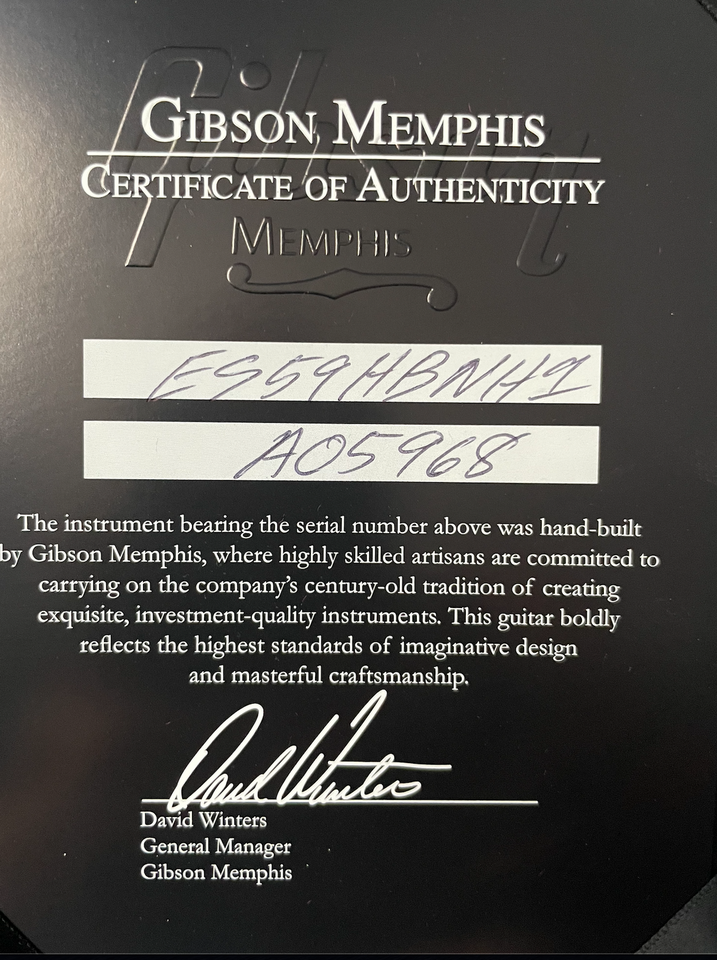 Gibson
GIBSON MEMPHIS
CERTIFICATE OF AUTHENTICITY
MEMPHIS
ES59HBNH1
A05968
The instrument bearing the serial number above was hand-built
by Gibson Memphis, where highly skilled artisans are committed to
carrying on the company's century-old tradition of creating
exquisite, investment-quality instruments. This guitar boldly
reflects the highest standards of imaginative design
and masterful craftsmanship.
David Winters
David Winters
General Manager
Gibson Memphis